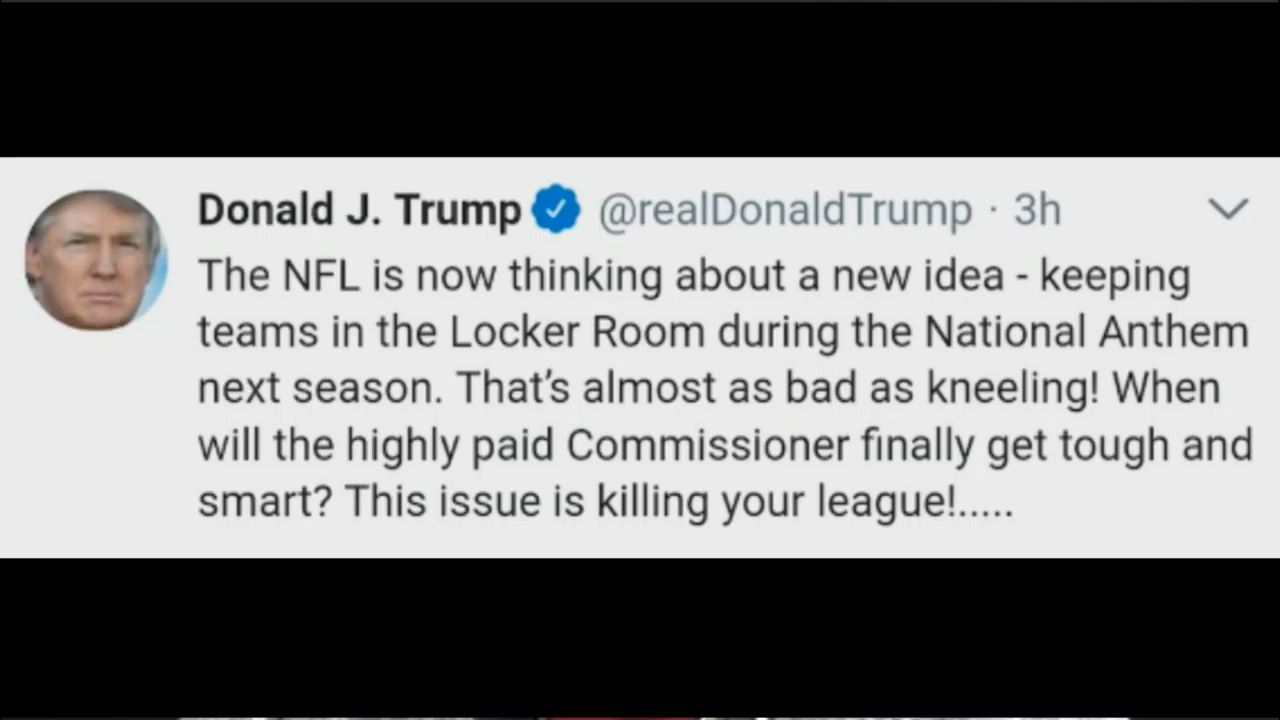 Donald J. Trump @realDonaldTrump · 3h
The NFL is now thinking about a new idea - keeping
teams in the Locker Room during the National Anthem
next season. That’s almost as bad as kneeling! When
will the highly paid Commissioner finally get tough and
smart? This issue is killing your league!.....